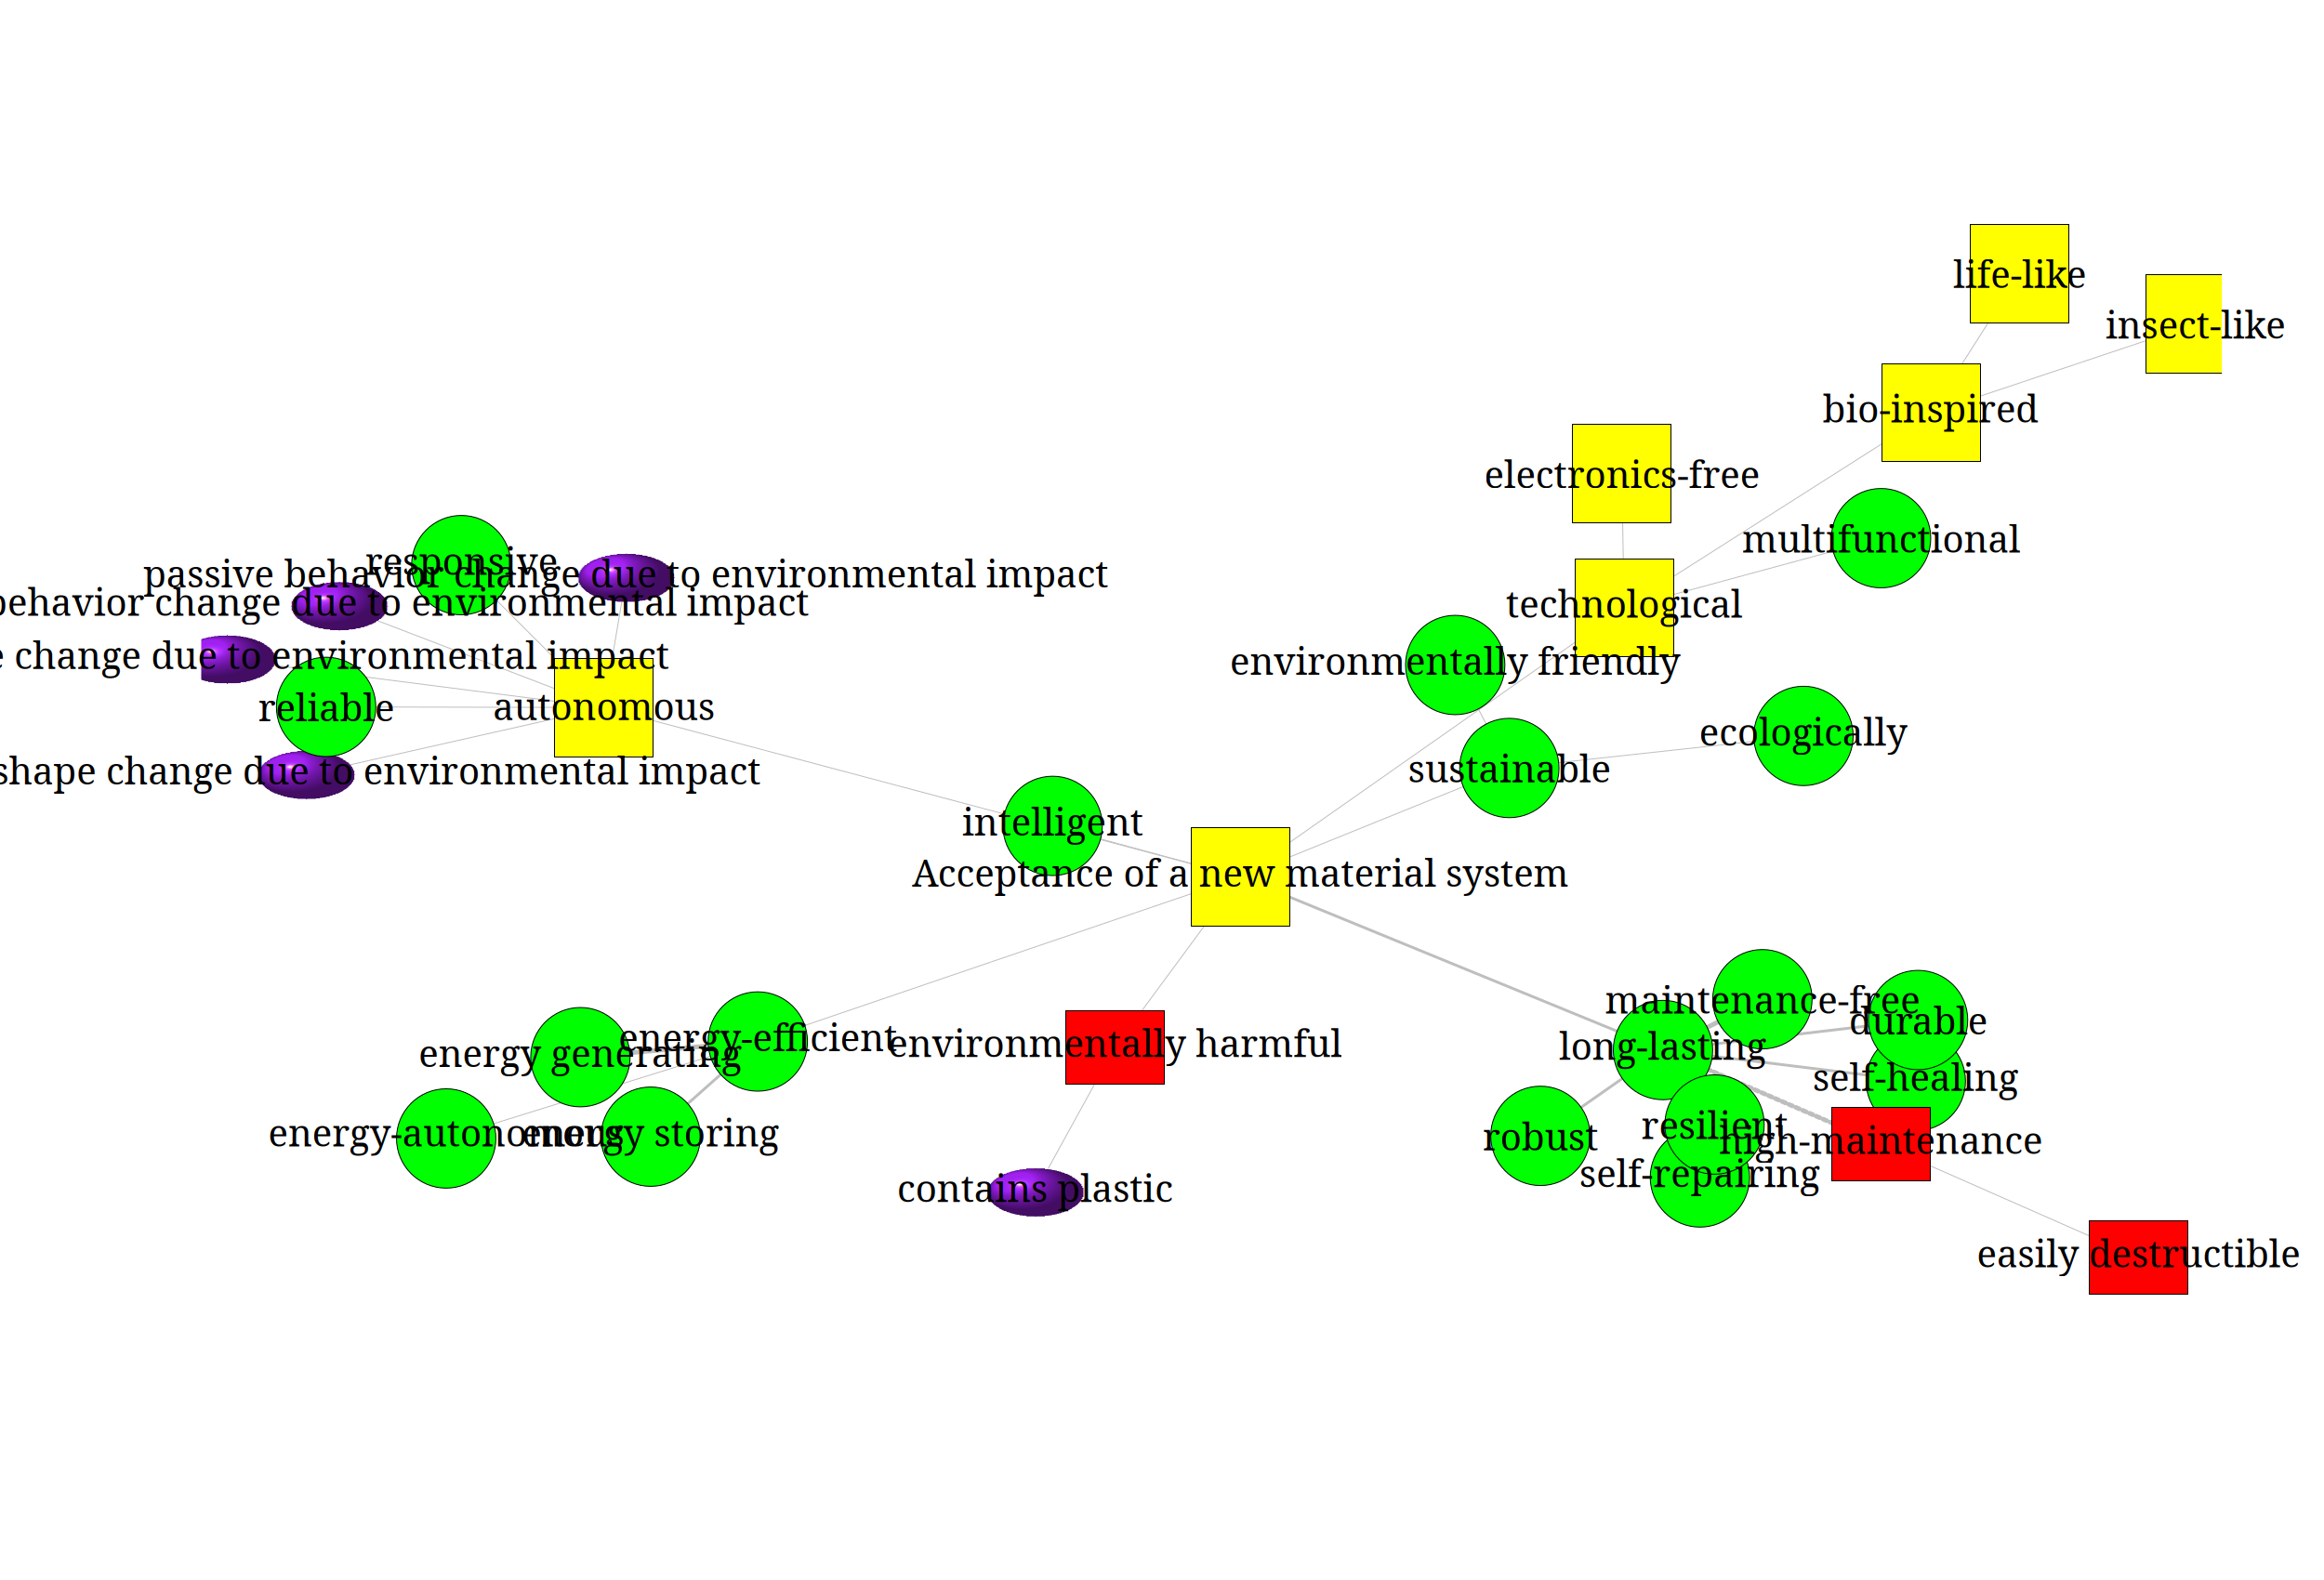 life-like
insect-like
bio-inspired
electronics-free
multifunctional
responsive
passive behavior change due to environmental impact
behavior change due to environmental impact
technological
change due to environmental impact
environmentally friendly
reliable
autonomous
ecologically
shape change due to environmental impact
sustainable
intelligent
Acceptance of a new material system
maintenance-free
durable
energy-efficient
environmentally harmful
long-lasting
energy generating
self-healing
energy-autonomous
energy storing
resilient
robust
high-maintenance
self-repairing
contains plastic
easily destructible